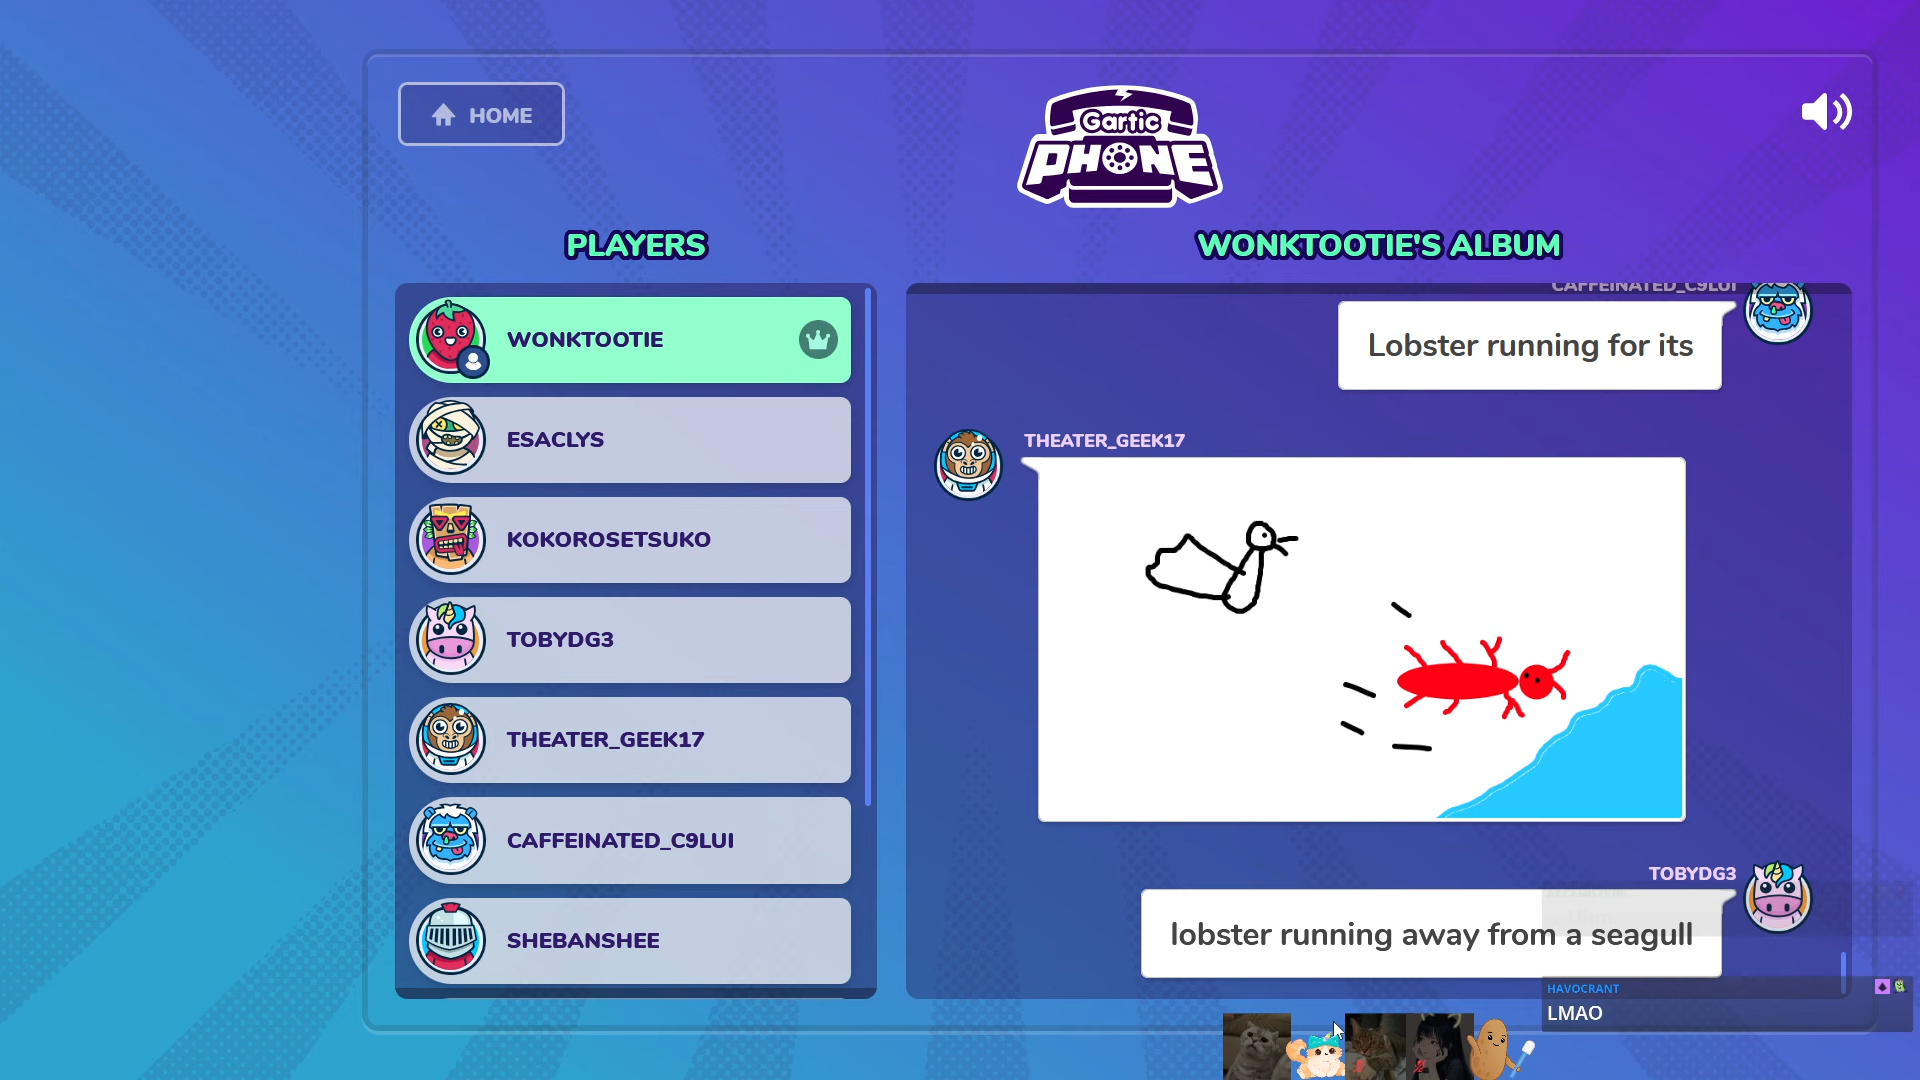 HOME
Gartic
PHONE
PLAYERS
WONKTOOTIE'S ALBUM
WONKTOOTIE
ESACLYS
KOKOROSETSUKO
TOBYDG3
THEATER_GEEK17
CAFFEINATED_C9LUI
SHEBANSHEE
CAFFEINATED_C9LUI
Lobster running for its
THEATER_GEEK17
TOBYDG3
lobster running away from a seagull
HAVOCRANT
LMAO